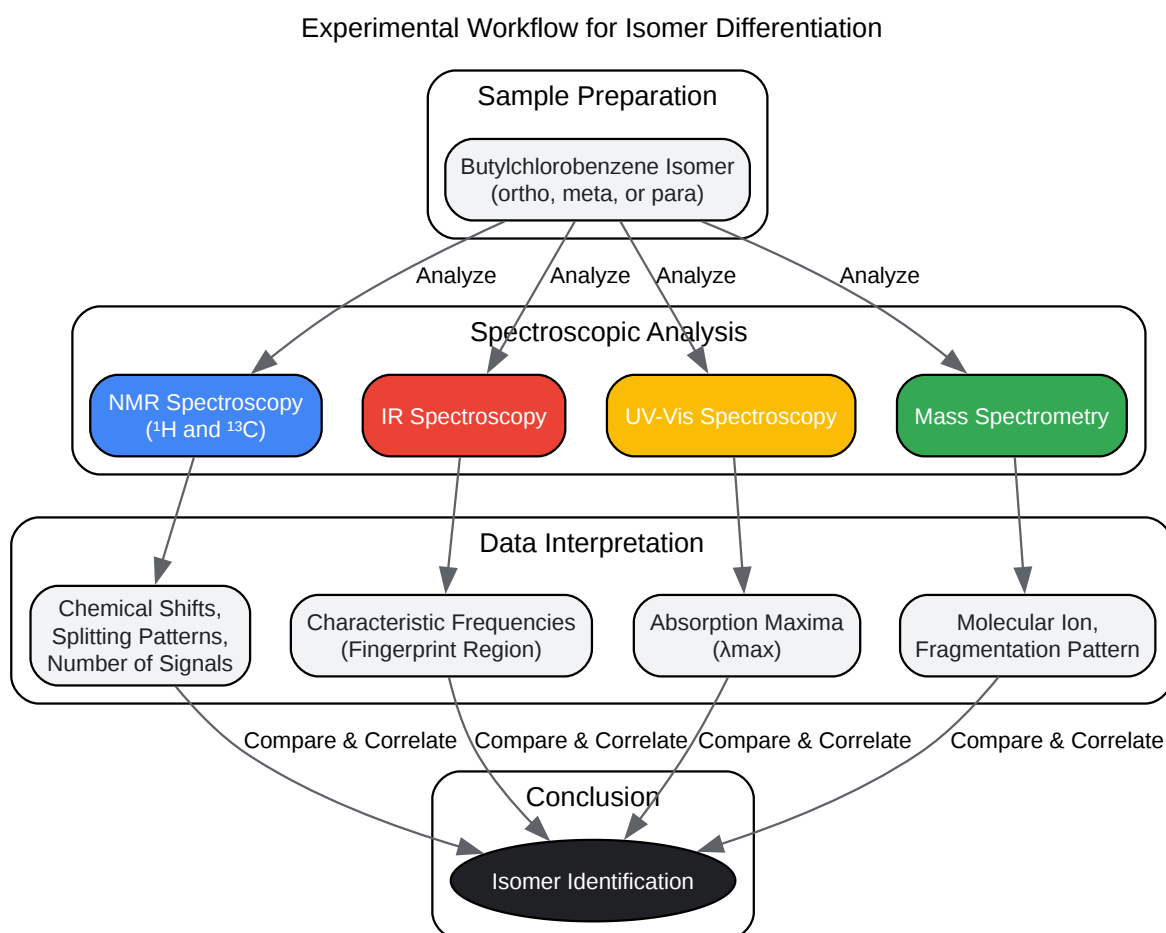 Experimental Workflow for Isomer Differentiation
Sample Preparation
Butylchlorobenzene Isomer
(ortho, meta, or para)
Analyze
Analyze
Analyze
Analyze
Spectroscopic Analysis
NMR Spectroscopy
(¹H and ¹³C)
IR Spectroscopy
UV-Vis Spectroscopy
Mass Spectrometry
Data Interpretation
Chemical Shifts,
Splitting Patterns,
Number of Signals
Characteristic Frequencies
(Fingerprint Region)
Absorption Maxima
(λmax)
Molecular Ion,
Fragmentation Pattern
Compare & Correlate
Compare & Correlate
Compare & Correlate
Compare & Correlate
Conclusion
Isomer Identification